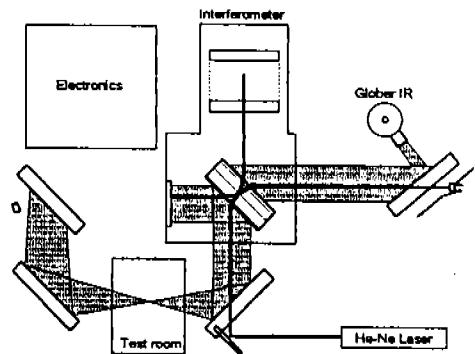 Interferometer
Electronics
Glober IR
Test room
He-Ne Laser